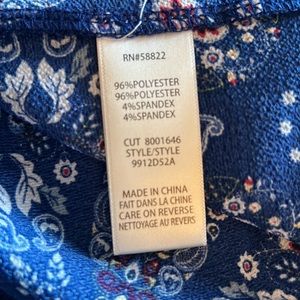 RN#58822
96%POLYESTER
96%POLYESTER
4%SPANDEX
4%SPANDEX
CUT 8001646
STYLE/STYLE
9912D52A
MADE IN CHINA
FAIT DANS LA CHINE
CARE ON REVERSE
NETTOYAGE AU REVERS